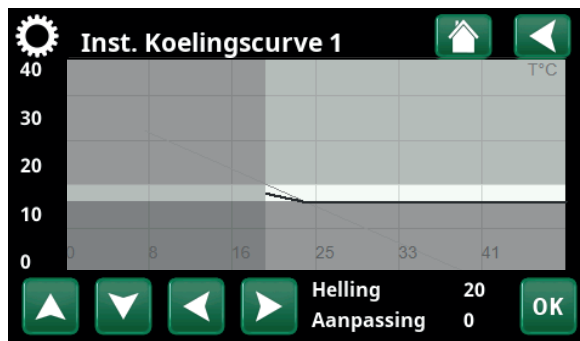 Inst. Koelingscurve 1
40
T°C
30
20
10
0
0 8 16 25 33 41
Helling 20
Aanpassing 0
OK